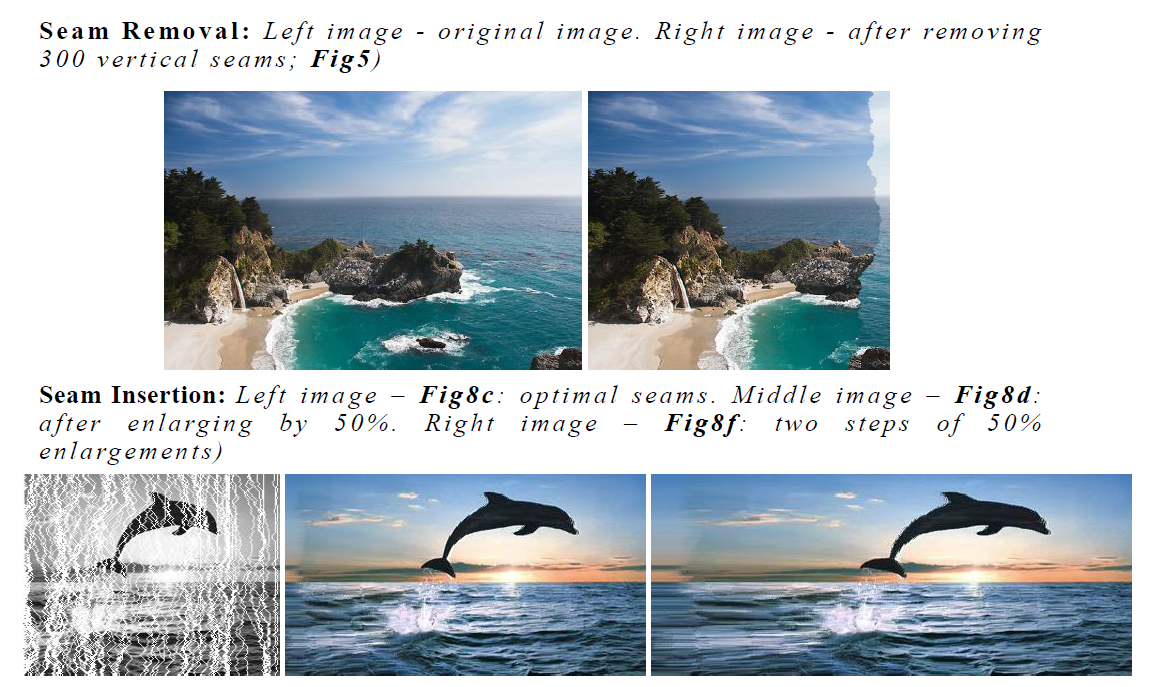 Seam Removal: Left image - original image. Right image - after removing
300 vertical seams; Fig5)
Seam Insertion: Left image – Fig8c: optimal seams. Middle image – Fig8d:
after enlarging by 50%. Right image – Fig8f: two steps of 50%
enlargements)